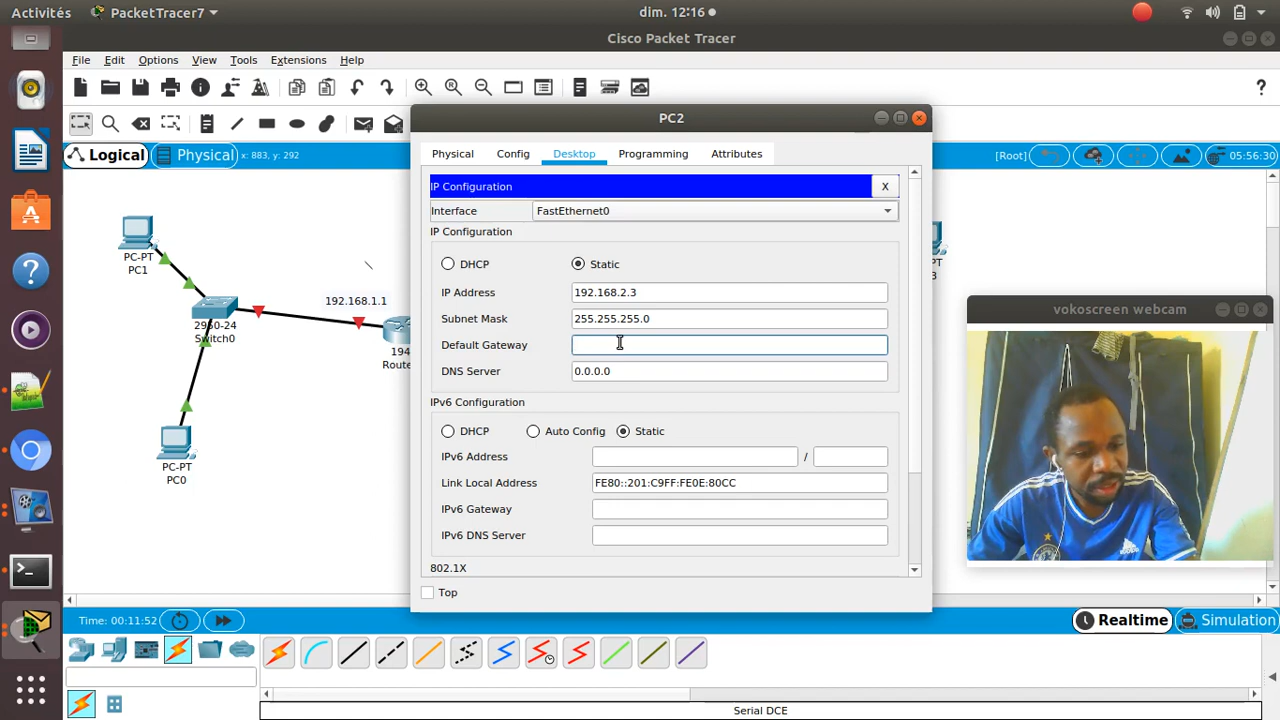 Activités PacketTracer7 dim. 12:16
Cisco Packet Tracer
File Edit Options View Tools Extensions Help
?
Logical Physical x: 883, y: 292 [Root] 05:56:30
PC2
Physical Config Desktop Programming Attributes
IP Configuration X
Interface FastEthernet0
IP Configuration
DHCP Static
IP Address 192.168.2.3
Subnet Mask 255.255.255.0
Default Gateway
DNS Server 0.0.0.0
IPv6 Configuration
DHCP Auto Config Static
IPv6 Address /
Link Local Address FE80::201:C9FF:FE0E:80CC
IPv6 Gateway
IPv6 DNS Server
802.1X
Top
PC-PT
PC1
192.168.1.1
2950-24
Switch0
194
Route
PC-PT
PC0
T
3
vokoscreen webcam
Time: 00:11:52 Realtime Simulation
Serial DCE